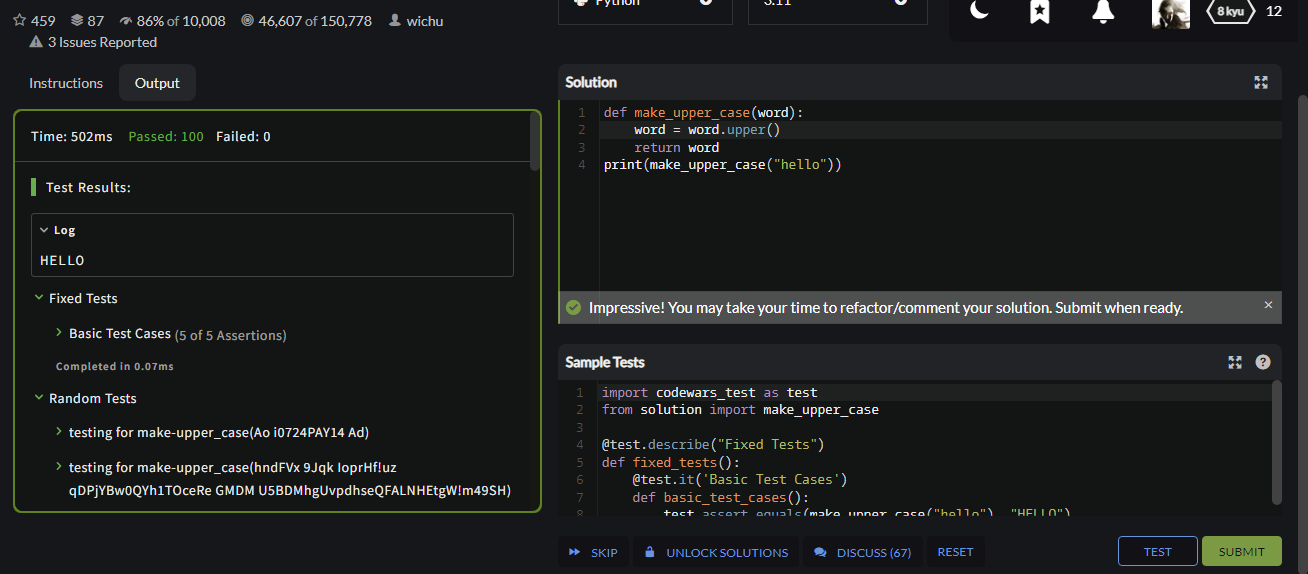 459 87 86% of 10,008 46,607 of 150,778 wichu
3 Issues Reported
Python
3.11
8 kyu 12
Instructions Output
Time: 502ms Passed: 100 Failed: 0
Test Results:
Log
HELLO
Fixed Tests
Basic Test Cases (5 of 5 Assertions)
Completed in 0.07ms
Random Tests
testing for make-upper_case(Ao i0724PAY14 Ad)
testing for make-upper_case(hndFVx 9Jqk IoprHf!uz
qDPjYBw0QYh1TOceRe GMDM U5BDMhgUvpdhseQFALNHEtgW!m49SH)
Solution
1 def make_upper_case(word):
2 word = word.upper()
3 return word
4 print(make_upper_case("hello"))
Impressive! You may take your time to refactor/comment your solution. Submit when ready. ×
Sample Tests ?
1 import codewars_test as test
2 from solution import make_upper_case
3
4 @test.describe("Fixed Tests")
5 def fixed_tests():
6 @test.it('Basic Test Cases')
7 def basic_test_cases():
8 test.assert_equals(make_upper_case("hello"), "HELLO")
SKIP UNLOCK SOLUTIONS DISCUSS (67) RESET TEST SUBMIT